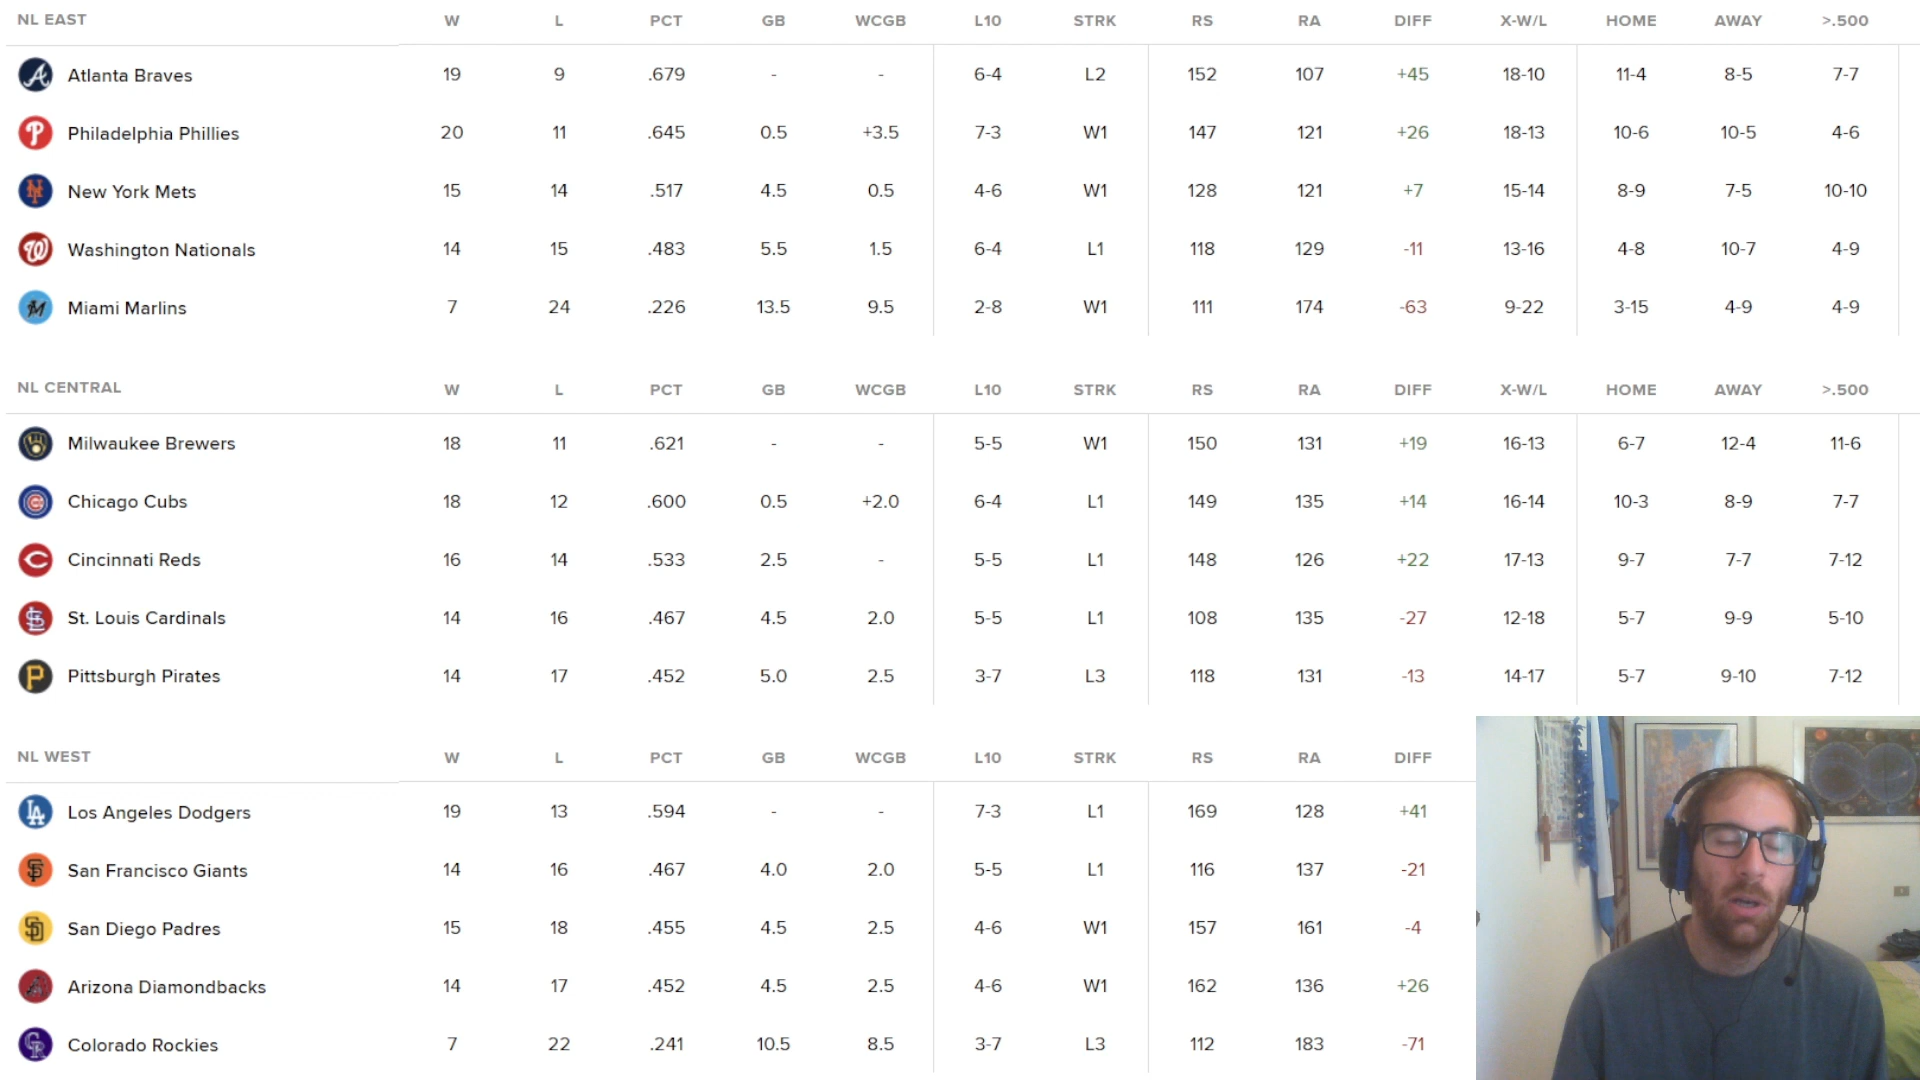 NL EAST W L PCT GB WCGB L10 STRK RS RA DIFF X-W/L HOME AWAY >.500
Atlanta Braves 19 9 .679 - - 6-4 L2 152 107 +45 18-10 11-4 8-5 7-7
Philadelphia Phillies 20 11 .645 0.5 +3.5 7-3 W1 147 121 +26 18-13 10-6 10-5 4-6
New York Mets 15 14 .517 4.5 0.5 4-6 W1 128 121 +7 15-14 8-9 7-5 10-10
Washington Nationals 14 15 .483 5.5 1.5 6-4 L1 118 129 -11 13-16 4-8 10-7 4-9
Miami Marlins 7 24 .226 13.5 9.5 2-8 W1 111 174 -63 9-22 3-15 4-9 4-9
NL CENTRAL W L PCT GB WCGB L10 STRK RS RA DIFF X-W/L HOME AWAY >.500
Milwaukee Brewers 18 11 .621 - - 5-5 W1 150 131 +19 16-13 6-7 12-4 11-6
Chicago Cubs 18 12 .600 0.5 +2.0 6-4 L1 149 135 +14 16-14 10-3 8-9 7-7
Cincinnati Reds 16 14 .533 2.5 - 5-5 L1 148 126 +22 17-13 9-7 7-7 7-12
St. Louis Cardinals 14 16 .467 4.5 2.0 5-5 L1 108 135 -27 12-18 5-7 9-9 5-10
Pittsburgh Pirates 14 17 .452 5.0 2.5 3-7 L3 118 131 -13 14-17 5-7 9-10 7-12
NL WEST W L PCT GB WCGB L10 STRK RS RA DIFF
Los Angeles Dodgers 19 13 .594 - - 7-3 L1 169 128 +41
San Francisco Giants 14 16 .467 4.0 2.0 5-5 L1 116 137 -21
San Diego Padres 15 18 .455 4.5 2.5 4-6 W1 157 161 -4
Arizona Diamondbacks 14 17 .452 4.5 2.5 4-6 W1 162 136 +26
Colorado Rockies 7 22 .241 10.5 8.5 3-7 L3 112 183 -71